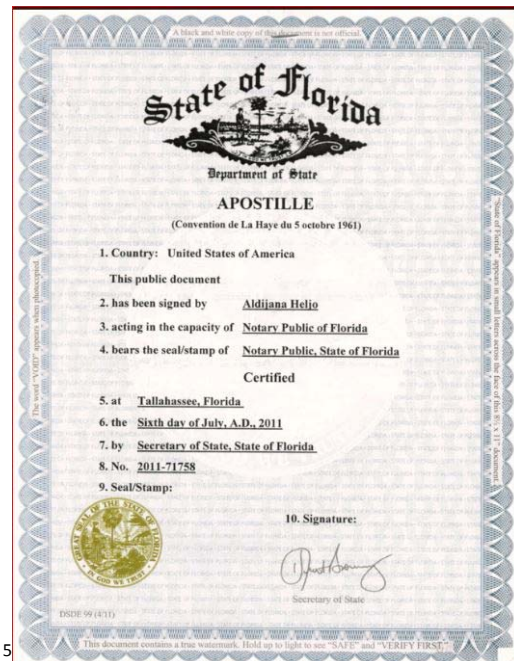 A black and white copy of this document is not official.
State of Florida
Department of State
APOSTILLE
(Convention de La Haye du 5 octobre 1961)
1. Country: United States of America
This public document
2. has been signed by Aldijana Heljo
3. acting in the capacity of Notary Public of Florida
4. bears the seal/stamp of Notary Public, State of Florida
Certified
5. at Tallahassee, Florida
6. the Sixth day of July, A.D., 2011
7. by Secretary of State, State of Florida
8. No. 2011-71758
9. Seal/Stamp:
GREAT SEAL OF THE STATE OF FLORIDA
IN GOD WE TRUST
10. Signature:
Secretary of State
DSDE 99 (4/11)
The word "VOID" appears when photocopied.
"State of Florida" appears in small letters across the face of this 8½ x 11" document.
This document contains a true watermark. Hold up to light to see "SAFE" and "VERIFY FIRST."
5